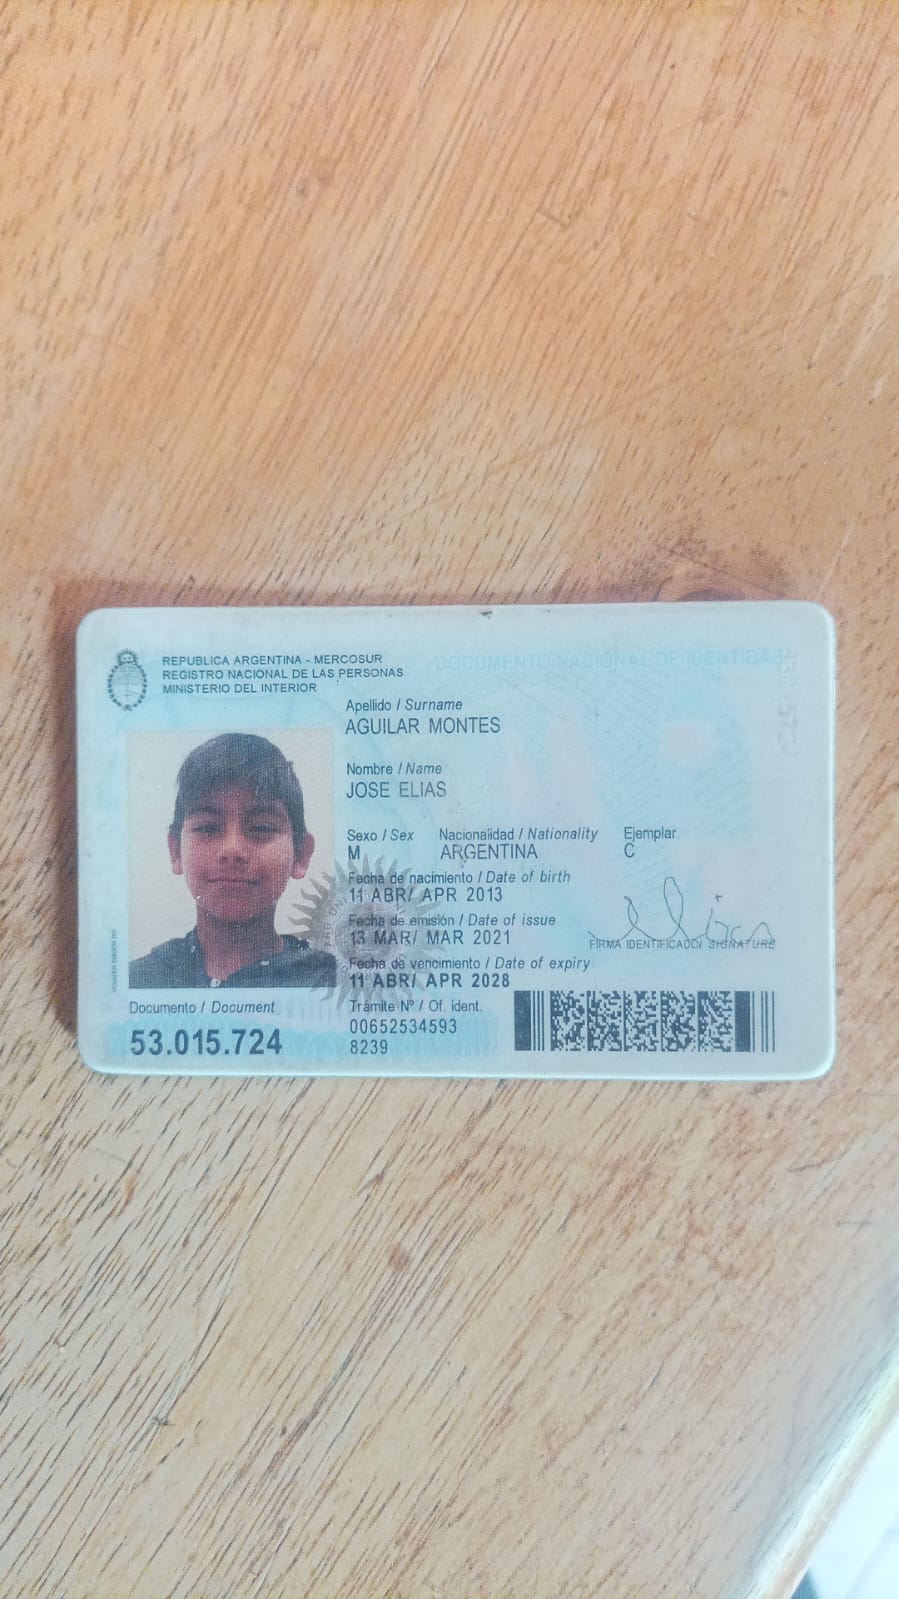 REPUBLICA ARGENTINA - MERCOSUR
REGISTRO NACIONAL DE LAS PERSONAS
MINISTERIO DEL INTERIOR
DOCUMENTO NACIONAL DE IDENTIDAD
Apellido / Surname
AGUILAR MONTES
Nombre / Name
JOSE ELIAS
Sexo / Sex Nacionalidad / Nationality Ejemplar
M ARGENTINA C
Fecha de nacimiento / Date of birth
11 ABR/ APR 2013
Fecha de emisión / Date of issue
13 MAR/ MAR 2021
FIRMA IDENTIFICADO/ SIGNATURE
Fecha de vencimiento / Date of expiry
11 ABR/ APR 2028
Documento / Document
53.015.724
Trámite Nº / Of. ident.
00652534593
8239